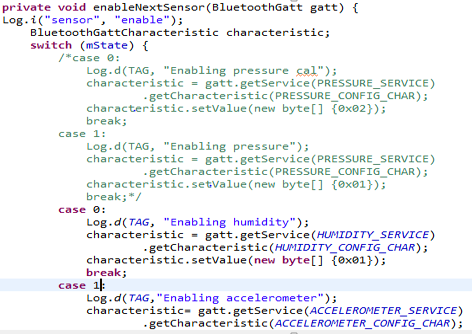 private void enableNextSensor(BluetoothGatt gatt) {
Log.i("sensor", "enable");
    BluetoothGattCharacteristic characteristic;
    switch (mState) {
        /*case 0:
            Log.d(TAG, "Enabling pressure cal");
            characteristic = gatt.getService(PRESSURE_SERVICE)
                    .getCharacteristic(PRESSURE_CONFIG_CHAR);
            characteristic.setValue(new byte[] {0x02});
            break;
        case 1:
            Log.d(TAG, "Enabling pressure");
            characteristic = gatt.getService(PRESSURE_SERVICE)
                    .getCharacteristic(PRESSURE_CONFIG_CHAR);
            characteristic.setValue(new byte[] {0x01});
            break;*/
        case 0:
            Log.d(TAG, "Enabling humidity");
            characteristic = gatt.getService(HUMIDITY_SERVICE)
                    .getCharacteristic(HUMIDITY_CONFIG_CHAR);
            characteristic.setValue(new byte[] {0x01});
            break;
        case 1:
            Log.d(TAG,"Enabling accelerometer");
            characteristic= gatt.getService(ACCELEROMETER_SERVICE)
                    .getCharacteristic(ACCELEROMETER_CONFIG_CHAR);